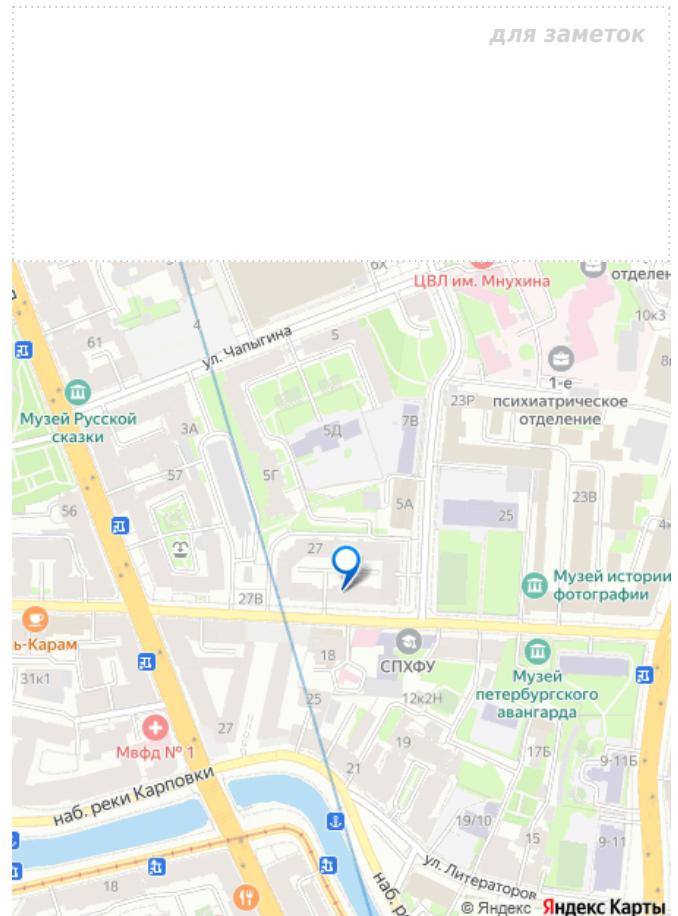 для заметок
6Х
ЦВЛ им. Мнухина
отделен
10к3
4
61
ул. Чапыгина
5
1-е
психиатрическое
отделение
Музей Русской
сказки
23Р
3А
5Д
7В
57
5Г
56
5А
25
23В
27
Музей истории
фотографии
27В
ь-Карам
18
СПХФУ
31к1
Музей
петербургского
авангарда
25
12к2Н
27
Мвфд № 1
19
17Б
9-11Б
21
наб. реки Карповки
19/10
15
9-11
ул. Литераторов
18
наб. р
© Яндекс Яндекс Карты